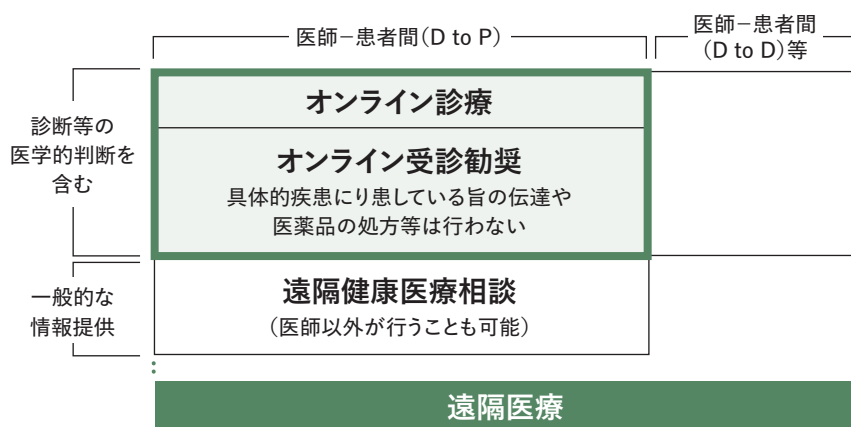 医師−患者間（D to P）
医師−患者間
（D to D）等
診断等の
医学的判断を
含む
オンライン診療
オンライン受診勧奨
具体的疾患にり患している旨の伝達や
医薬品の処方等は行わない
一般的な
情報提供
遠隔健康医療相談
（医師以外が行うことも可能）
遠隔医療